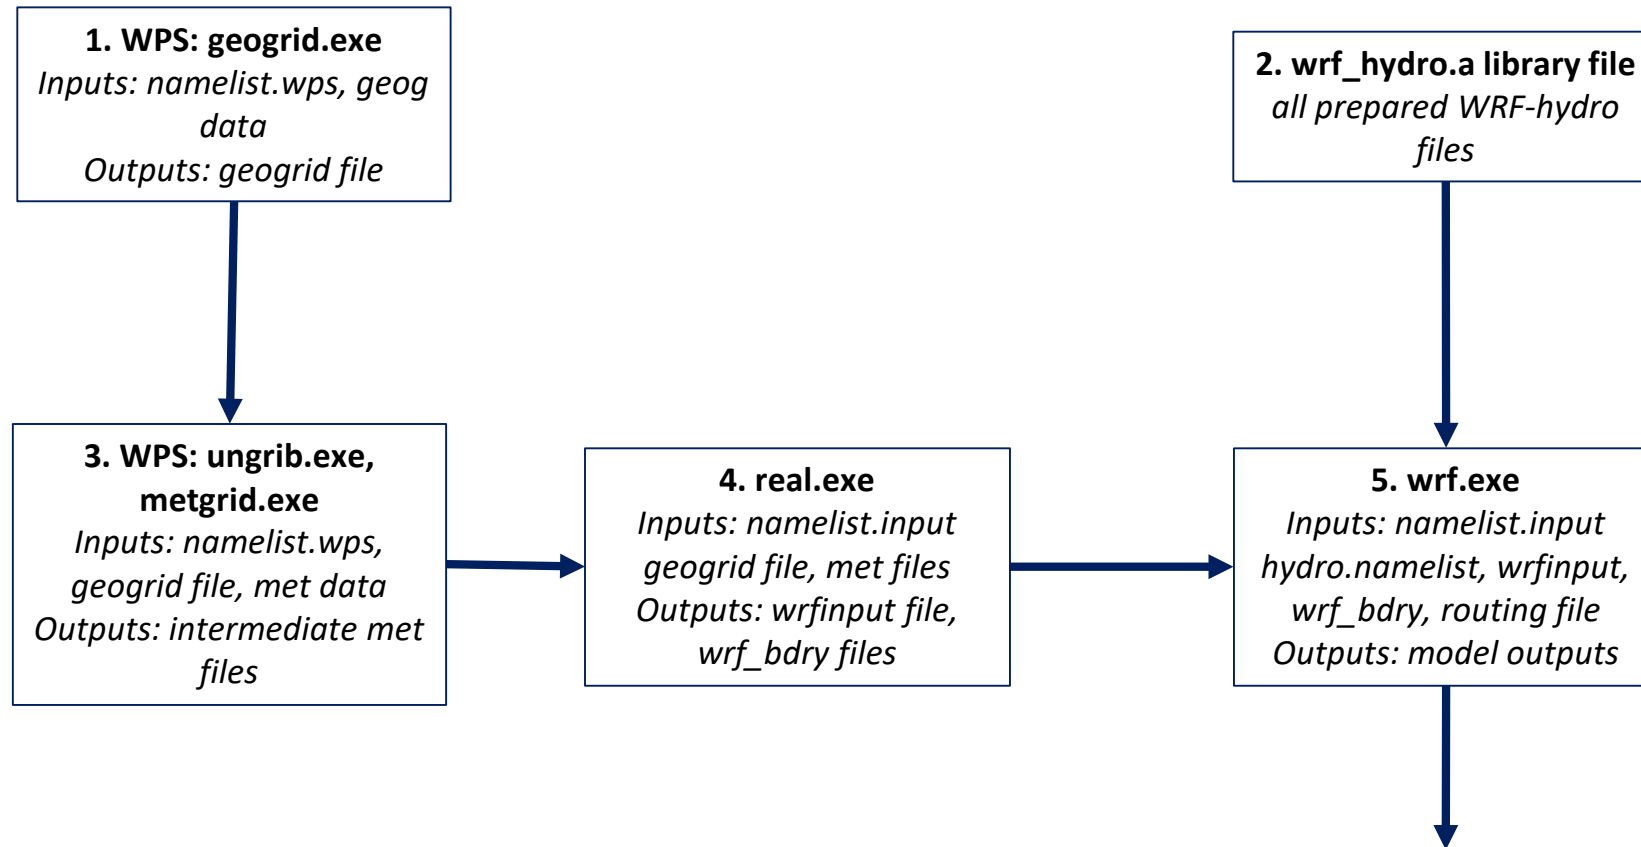 1. WPS: geogrid.exe
Inputs: namelist.wps, geog
data
Outputs: geogrid file
2. wrf_hydro.a library file
all prepared WRF-hydro
files
3. WPS: ungrib.exe,
metgrid.exe
Inputs: namelist.wps,
geogrid file, met data
Outputs: intermediate met
files
4. real.exe
Inputs: namelist.input
geogrid file, met files
Outputs: wrfinput file,
wrf_bdry files
5. wrf.exe
Inputs: namelist.input
hydro.namelist, wrfinput,
wrf_bdry, routing file
Outputs: model outputs